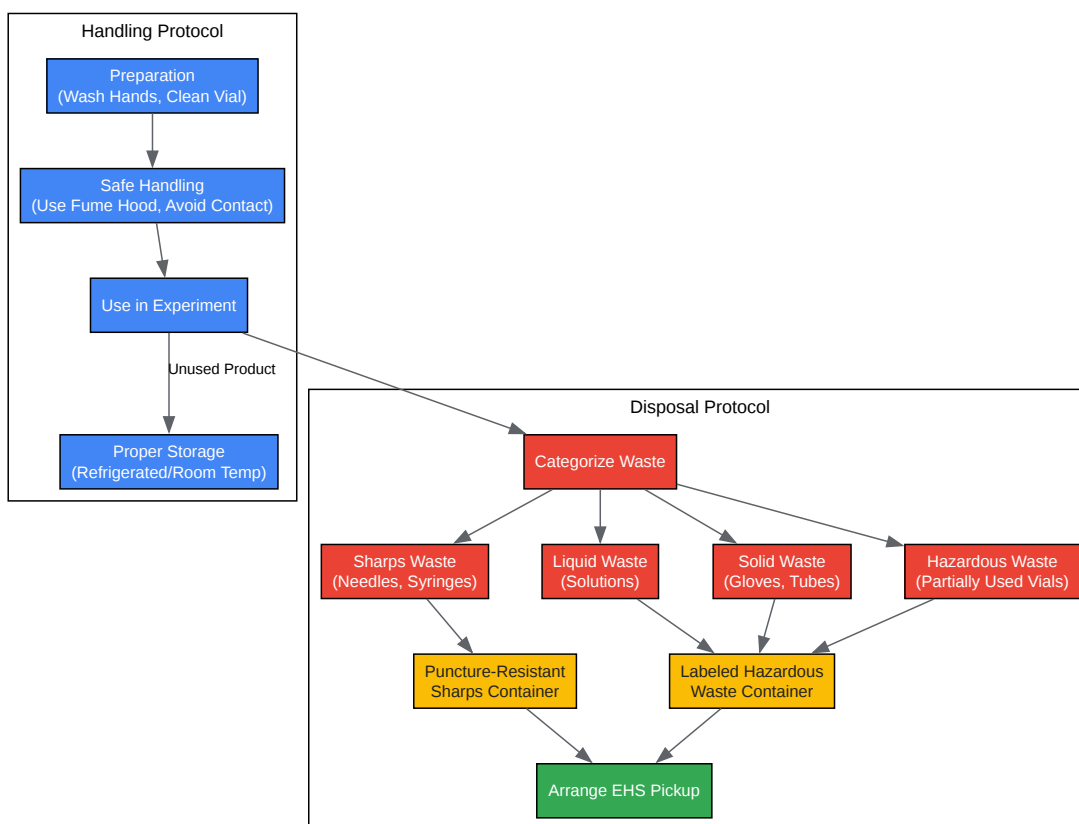 Handling Protocol
Preparation
(Wash Hands, Clean Vial)
Safe Handling
(Use Fume Hood, Avoid Contact)
Use in Experiment
Unused Product
Proper Storage
(Refrigerated/Room Temp)
Disposal Protocol
Categorize Waste
Sharps Waste
(Needles, Syringes)
Liquid Waste
(Solutions)
Solid Waste
(Gloves, Tubes)
Hazardous Waste
(Partially Used Vials)
Puncture-Resistant
Sharps Container
Labeled Hazardous
Waste Container
Arrange EHS Pickup